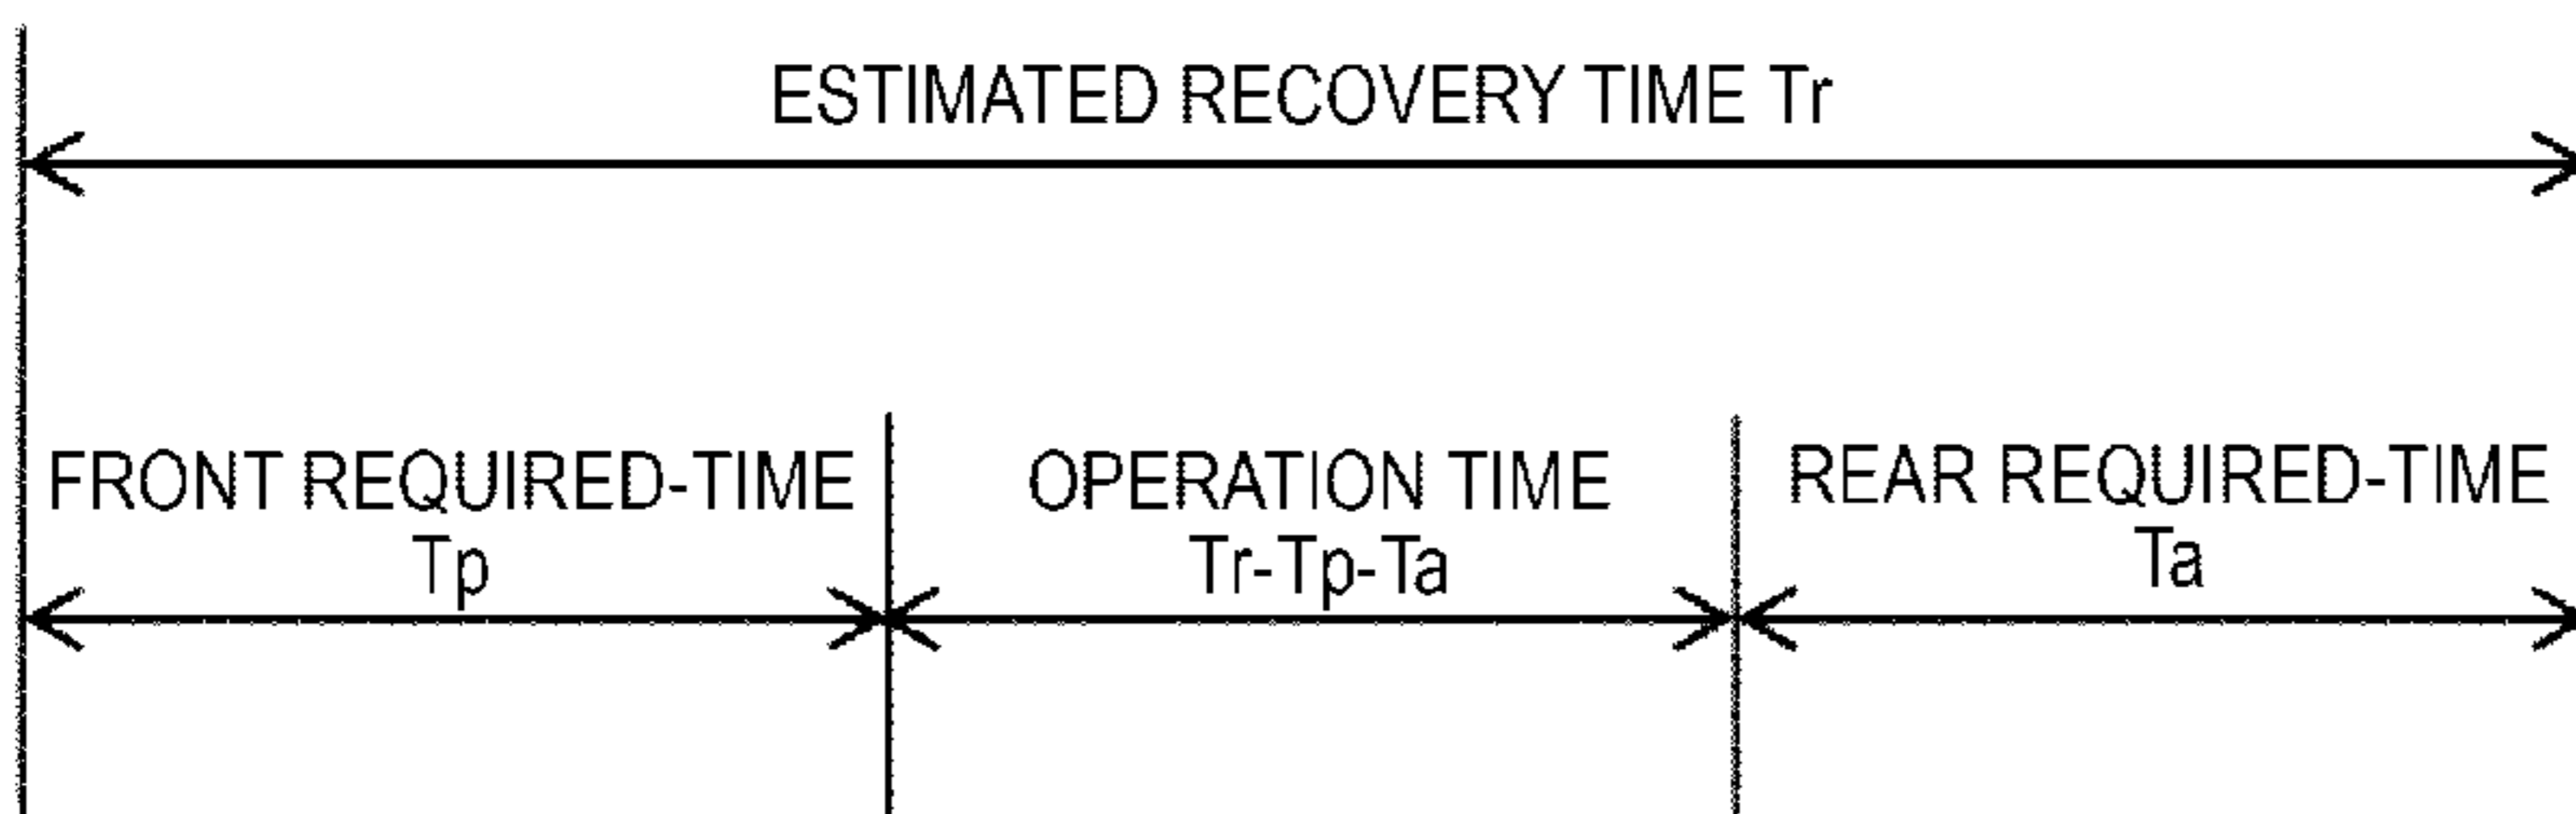 ESTIMATED RECOVERY TIME Tr
FRONT REQUIRED-TIME
Tp
OPERATION TIME
Tr-Tp-Ta
REAR REQUIRED-TIME
Ta